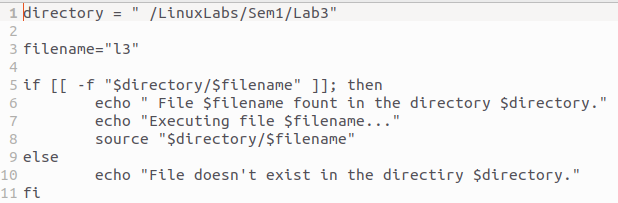 1 directory = " /LinuxLabs/Sem1/Lab3"
2
3 filename="l3"
4
5 if [[ -f "$directory/$filename" ]]; then
6         echo " File $filename fount in the directory $directory."
7         echo "Executing file $filename..."
8         source "$directory/$filename"
9 else
10         echo "File doesn't exist in the directiry $directory."
11 fi